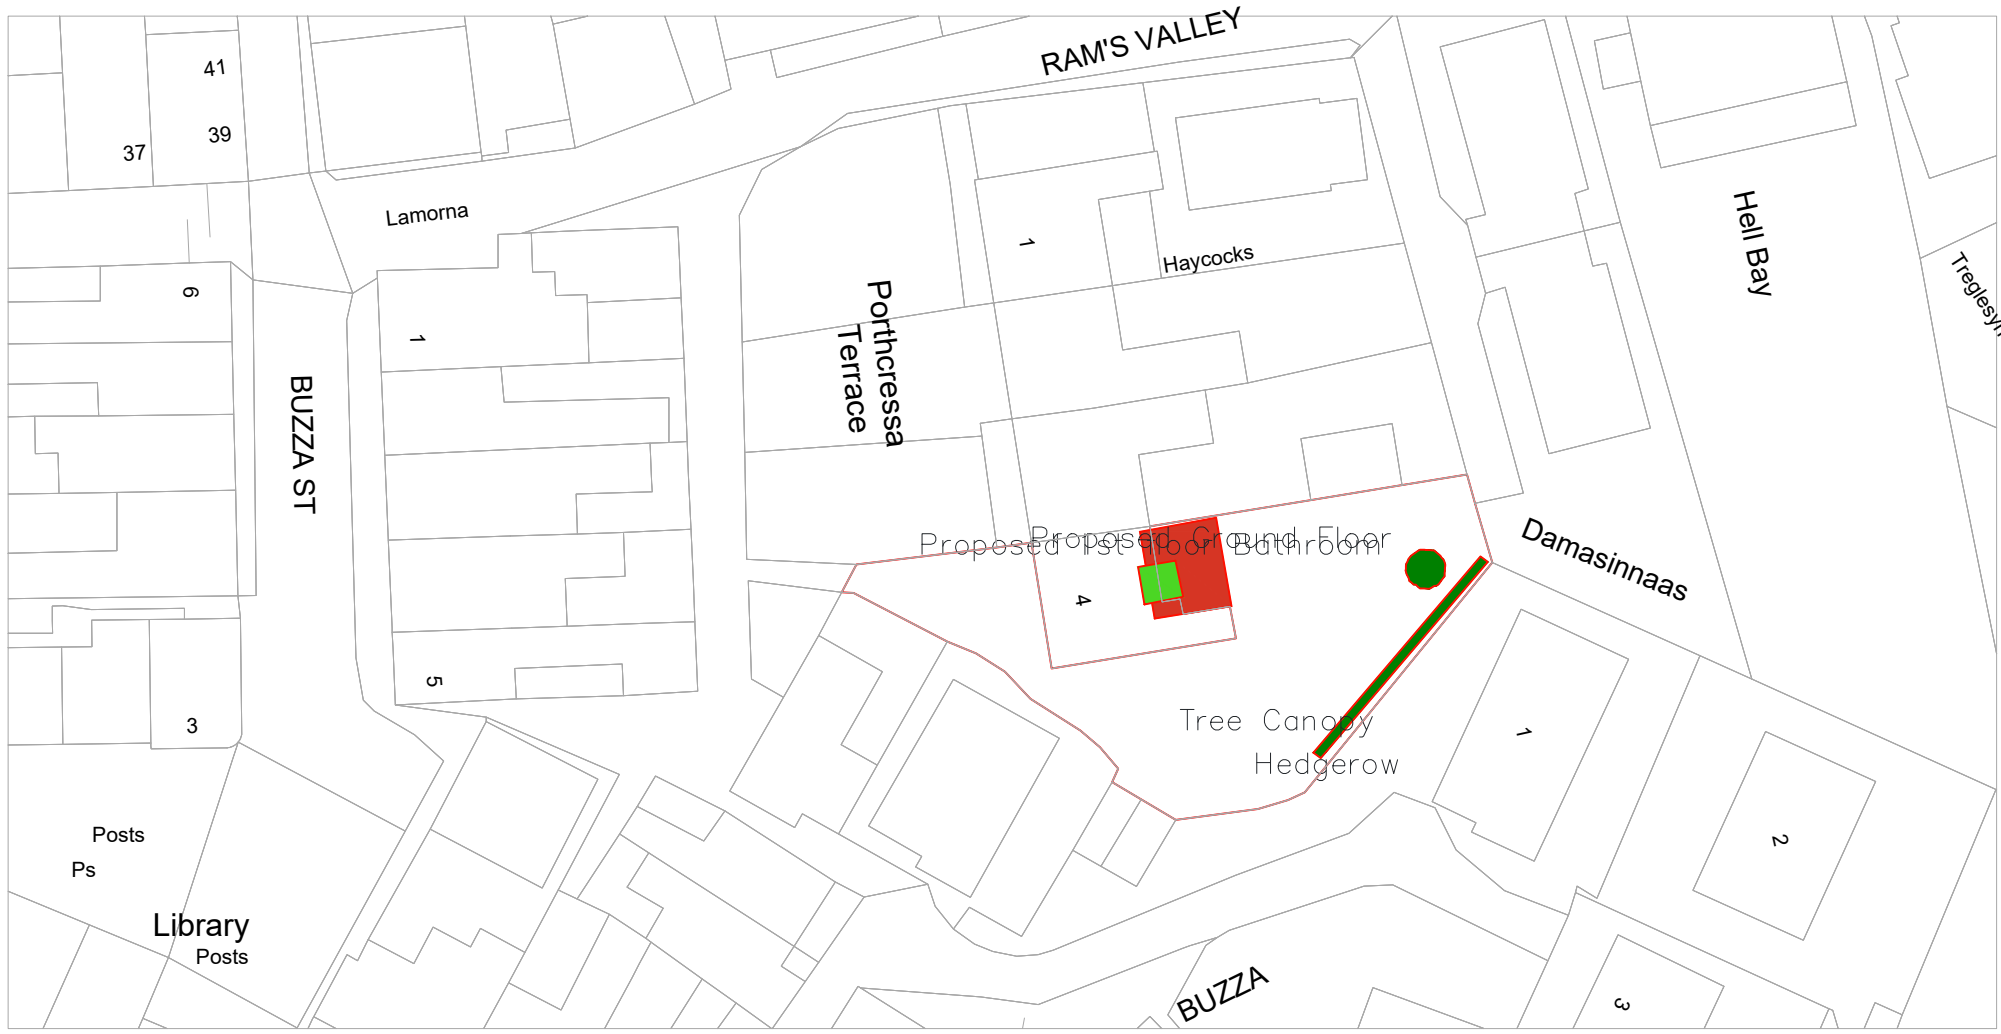 RAM'S VALLEY
41
39
37
Lamorna
1
Haycocks
Hell Bay
Treglesyn
6
1
Porthcressa
Terrace
BUZZA ST
Proposed Ground Floor
Proposed 1st floor Bathroom
Damasinnaas
4
5
3
Tree Canopy
1
Hedgerow
2
Posts
Ps
Library
Posts
BUZZA
3